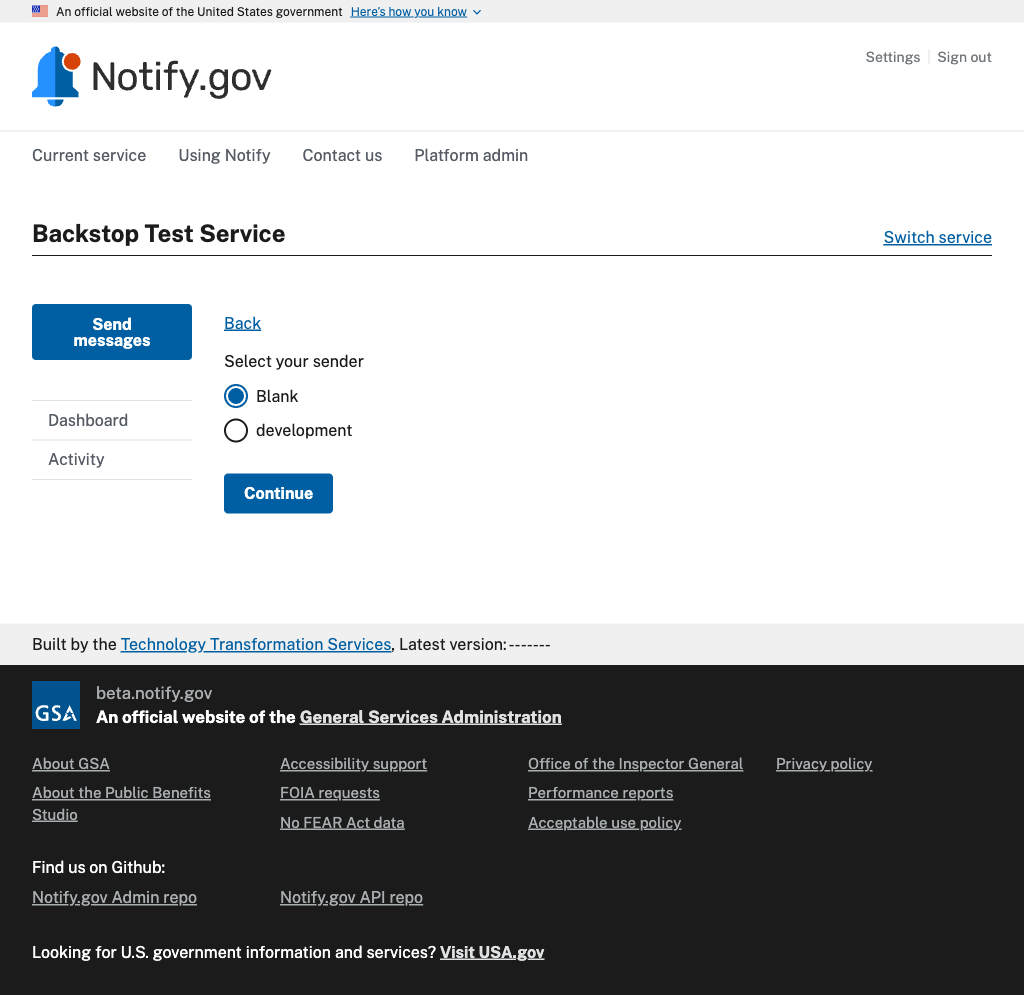 An official website of the United States government Here's how you know
Notify.gov
Settings Sign out
Current service Using Notify Contact us Platform admin
Backstop Test Service
Switch service
Send
messages
Dashboard
Activity
Back
Select your sender
Blank
development
Continue
Built by the Technology Transformation Services, Latest version:-------
GSA
beta.notify.gov
An official website of the General Services Administration
About GSA
About the Public Benefits
Studio
Accessibility support
FOIA requests
No FEAR Act data
Office of the Inspector General
Performance reports
Acceptable use policy
Privacy policy
Find us on Github:
Notify.gov Admin repo
Notify.gov API repo
Looking for U.S. government information and services? Visit USA.gov